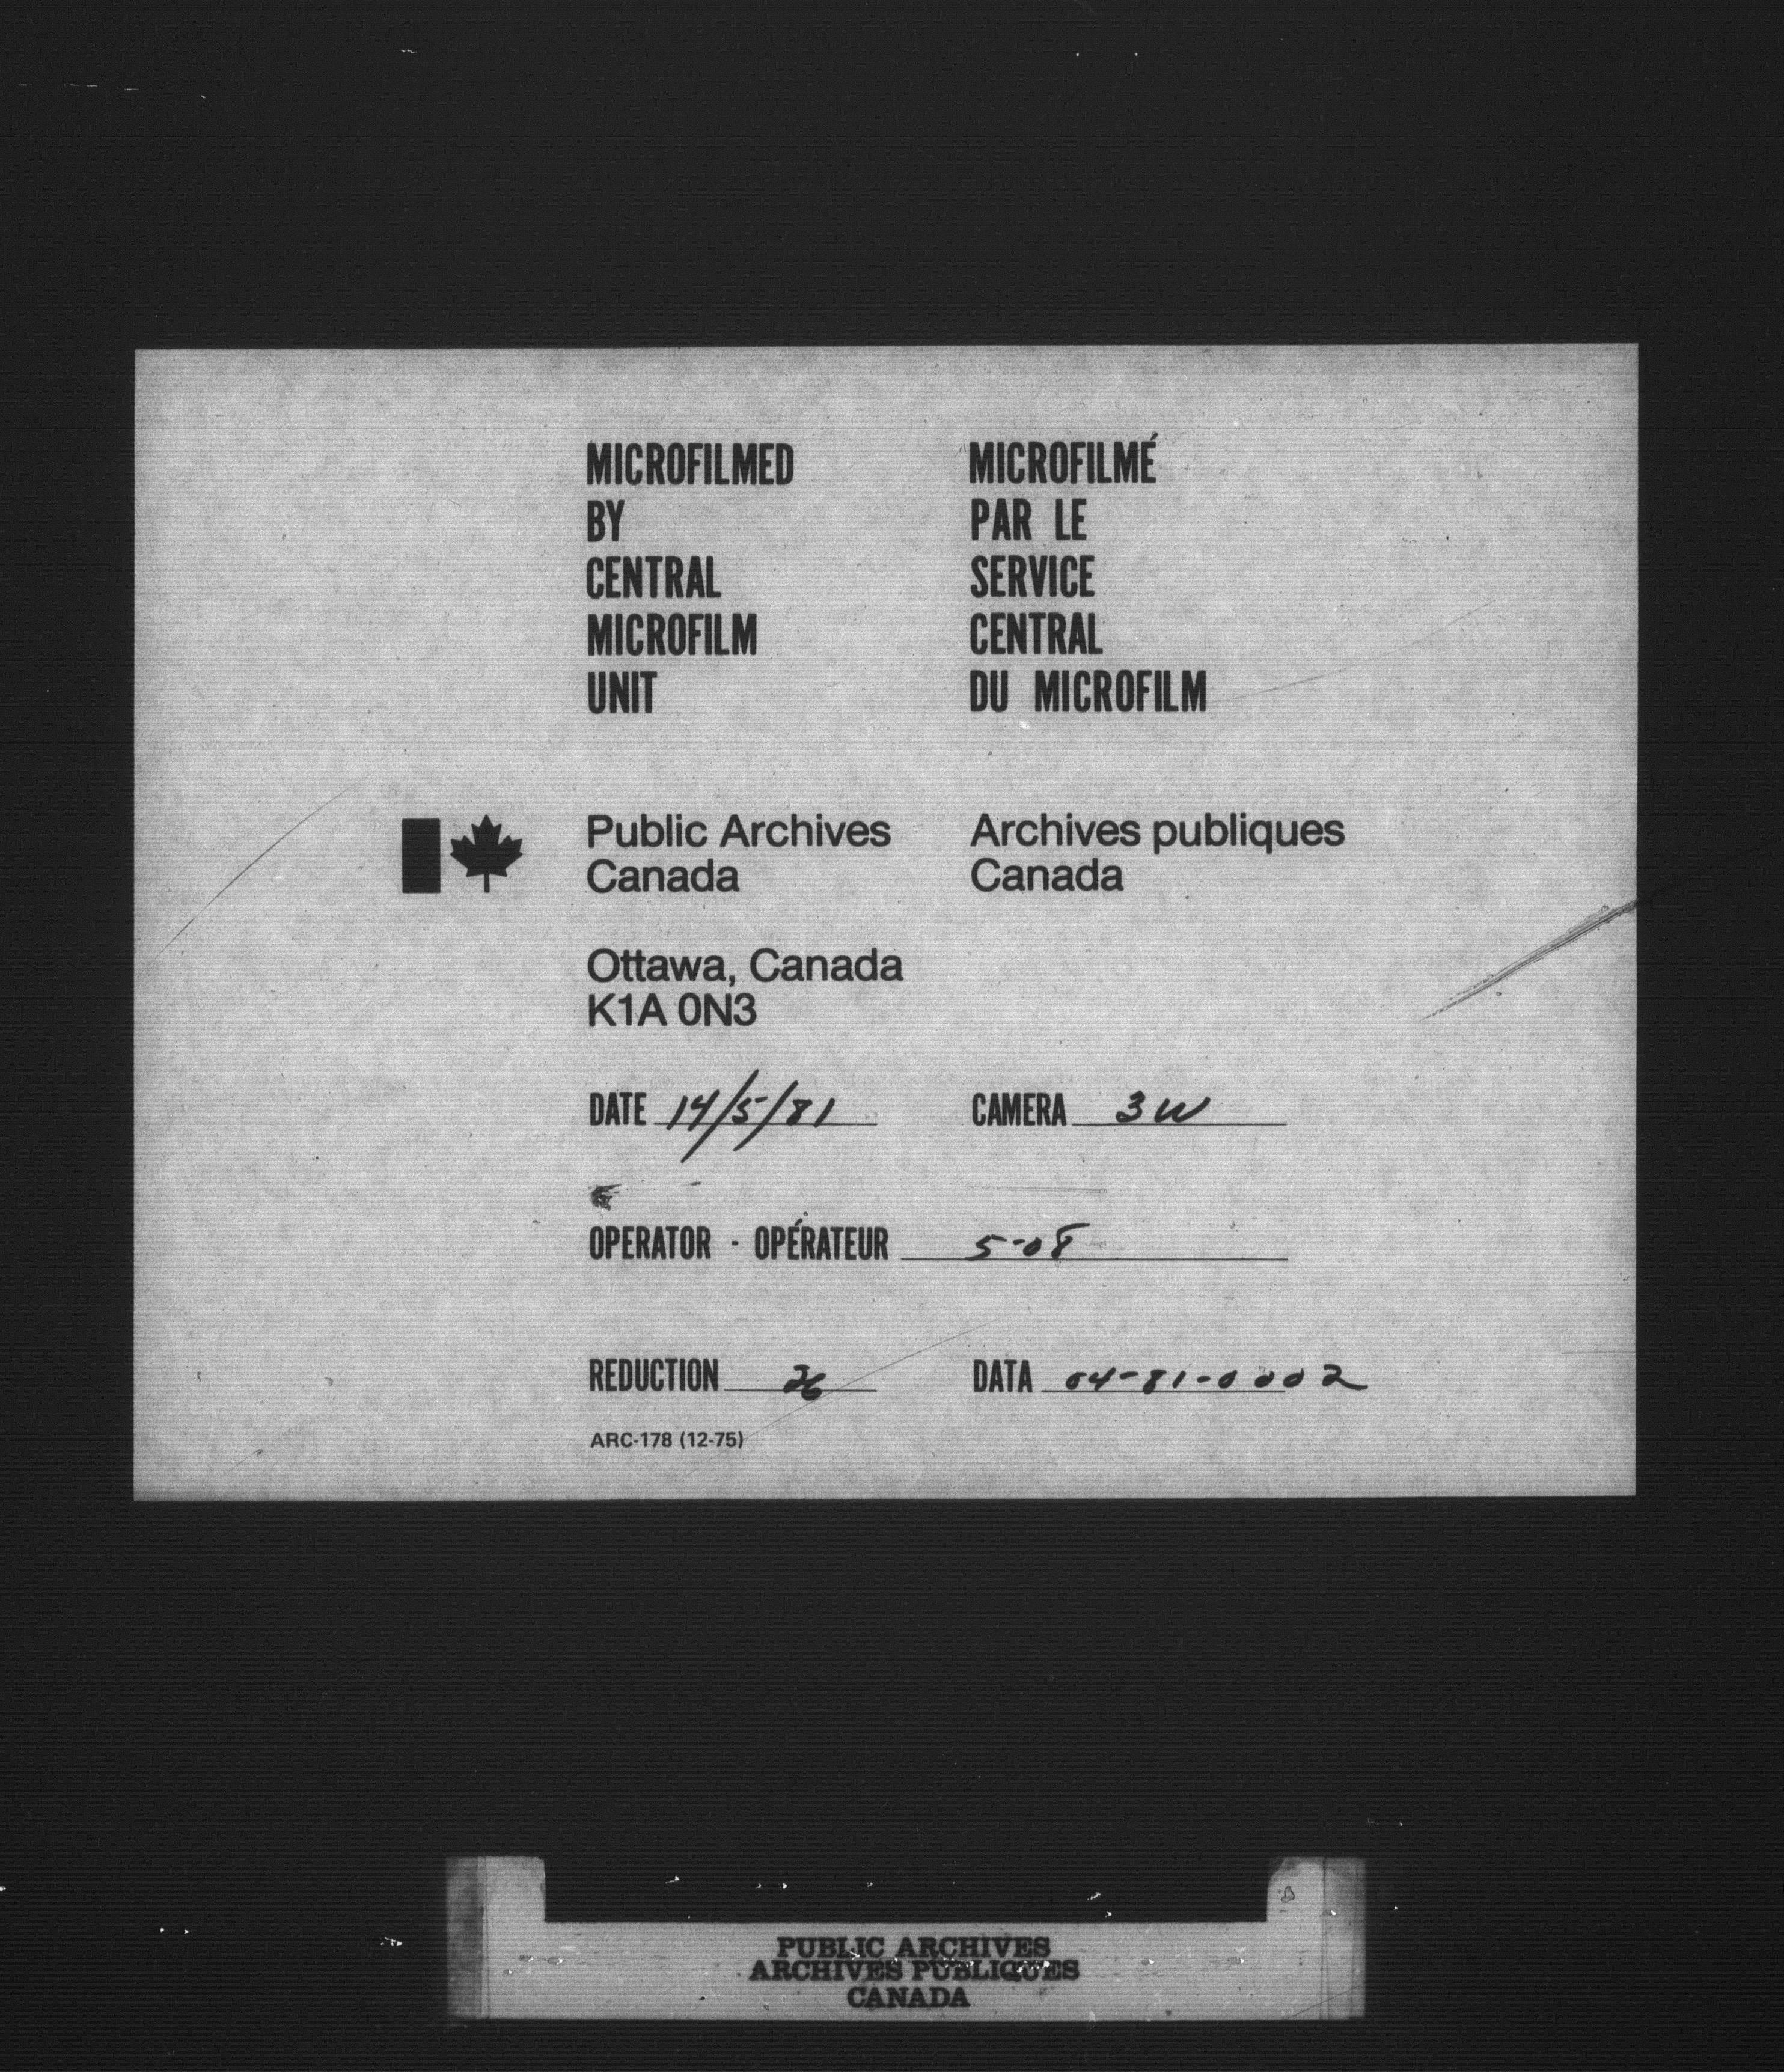 MICROFILMED
BY
CENTRAL
MICROFILM
UNIT
MICROFILMÉ
PAR LE
SERVICE
CENTRAL
DU MICROFILM
Public Archives
Canada
Archives publiques
Canada
Ottawa, Canada
K1A 0N3
DATE 14/5/81
CAMERA 3W
OPERATOR - OPÉRATEUR 5-08
REDUCTION 26
DATA 04-81-0002
ARC-178 (12-75)
PUBLIC ARCHIVES
ARCHIVES PUBLIQUES
CANADA